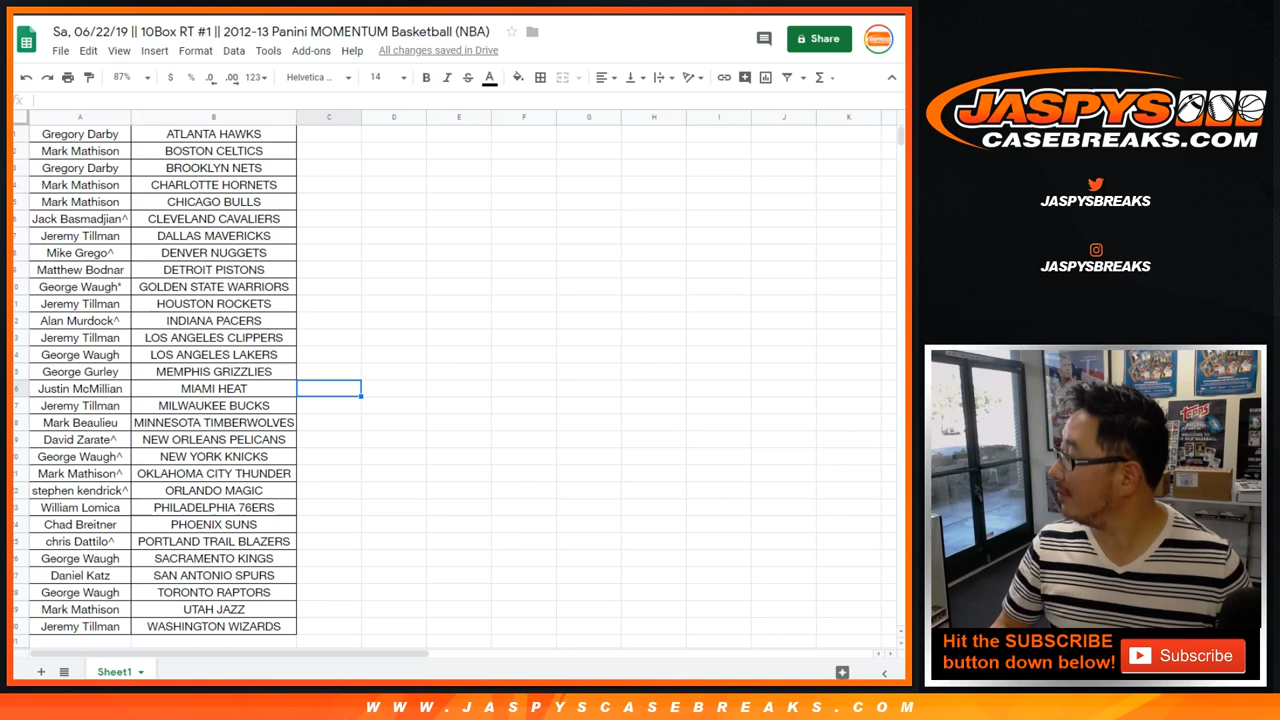 Sa, 06/22/19 || 10Box RT #1 || 2012-13 Panini MOMENTUM Basketball (NBA)
File Edit View Insert Format Data Tools Add-ons Help All changes saved in Drive
Share
87% $ % .0 .00 123 Helvetica ... 14 B I S A
fx
A B C D E F G H I J K
Gregory Darby ATLANTA HAWKS
Mark Mathison BOSTON CELTICS
Gregory Darby BROOKLYN NETS
Mark Mathison CHARLOTTE HORNETS
Mark Mathison CHICAGO BULLS
Jack Basmadjian^ CLEVELAND CAVALIERS
Jeremy Tillman DALLAS MAVERICKS
Mike Grego^ DENVER NUGGETS
Matthew Bodnar DETROIT PISTONS
George Waugh* GOLDEN STATE WARRIORS
Jeremy Tillman HOUSTON ROCKETS
Alan Murdock^ INDIANA PACERS
Jeremy Tillman LOS ANGELES CLIPPERS
George Waugh LOS ANGELES LAKERS
George Gurley MEMPHIS GRIZZLIES
Justin McMillian MIAMI HEAT
Jeremy Tillman MILWAUKEE BUCKS
Mark Beaulieu MINNESOTA TIMBERWOLVES
David Zarate^ NEW ORLEANS PELICANS
George Waugh^ NEW YORK KNICKS
Mark Mathison^ OKLAHOMA CITY THUNDER
stephen kendrick^ ORLANDO MAGIC
William Lomica PHILADELPHIA 76ERS
Chad Breitner PHOENIX SUNS
chris Dattilo^ PORTLAND TRAIL BLAZERS
George Waugh SACRAMENTO KINGS
Daniel Katz SAN ANTONIO SPURS
George Waugh TORONTO RAPTORS
Mark Mathison UTAH JAZZ
Jeremy Tillman WASHINGTON WIZARDS
Sheet1
JASPYS
CASEBREAKS.COM
JASPYSBREAKS
JASPYSBREAKS
Topps
Hit the SUBSCRIBE
button down below!
Subscribe
WWW.JASPYSCASEBREAKS.COM